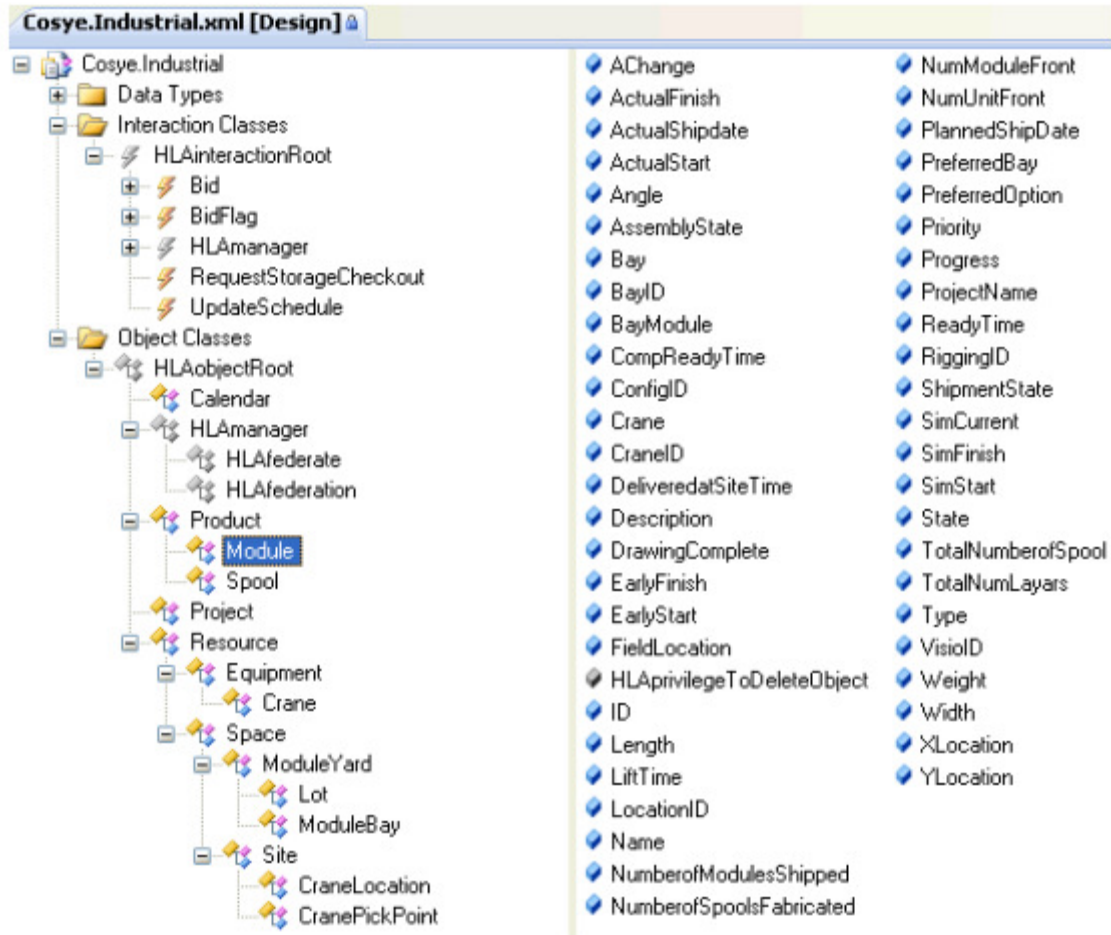 Cosye.Industrial.xml [Design]
Cosye.Industrial
Data Types
Interaction Classes
HLAinteractionRoot
Bid
BidFlag
HLAmanager
RequestStorageCheckout
UpdateSchedule
Object Classes
HLAobjectRoot
Calendar
HLAmanager
HLAfederate
HLAfederation
Product
Module
Spool
Project
Resource
Equipment
Crane
Space
ModuleYard
Lot
ModuleBay
Site
CraneLocation
CranePickPoint
AChange
ActualFinish
ActualShipdate
ActualStart
Angle
AssemblyState
Bay
BayID
BayModule
CompReadyTime
ConfigID
Crane
CraneID
DeliveredatSiteTime
Description
DrawingComplete
EarlyFinish
EarlyStart
FieldLocation
HLAprivilegeToDeleteObject
ID
Length
LiftTime
LocationID
Name
NumberofModulesShipped
NumberofSpoolsFabricated
NumModuleFront
NumUnitFront
PlannedShipDate
PreferredBay
PreferredOption
Priority
Progress
ProjectName
ReadyTime
RiggingID
ShipmentState
SimCurrent
SimFinish
SimStart
State
TotalNumberofSpool
TotalNumLayars
Type
VisioID
Weight
Width
XLocation
YLocation